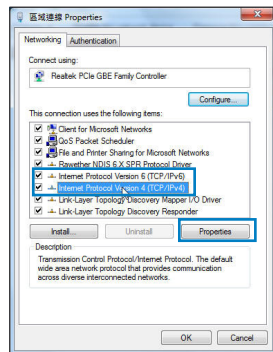 區域連線 Properties
Networking Authentication
Connect using:
Realtek PCIe GBE Family Controller
Configure...
This connection uses the following items:
Client for Microsoft Networks
QoS Packet Scheduler
File and Printer Sharing for Microsoft Networks
Rawether NDIS 6.X SPR Protocol Driver
Internet Protocol Version 6 (TCP/IPv6)
Internet Protocol Version 4 (TCP/IPv4)
Link-Layer Topology Discovery Mapper I/O Driver
Link-Layer Topology Discovery Responder
Install... Uninstall Properties
Description
Transmission Control Protocol/Internet Protocol. The default
wide area network protocol that provides communication
across diverse interconnected networks.
OK Cancel